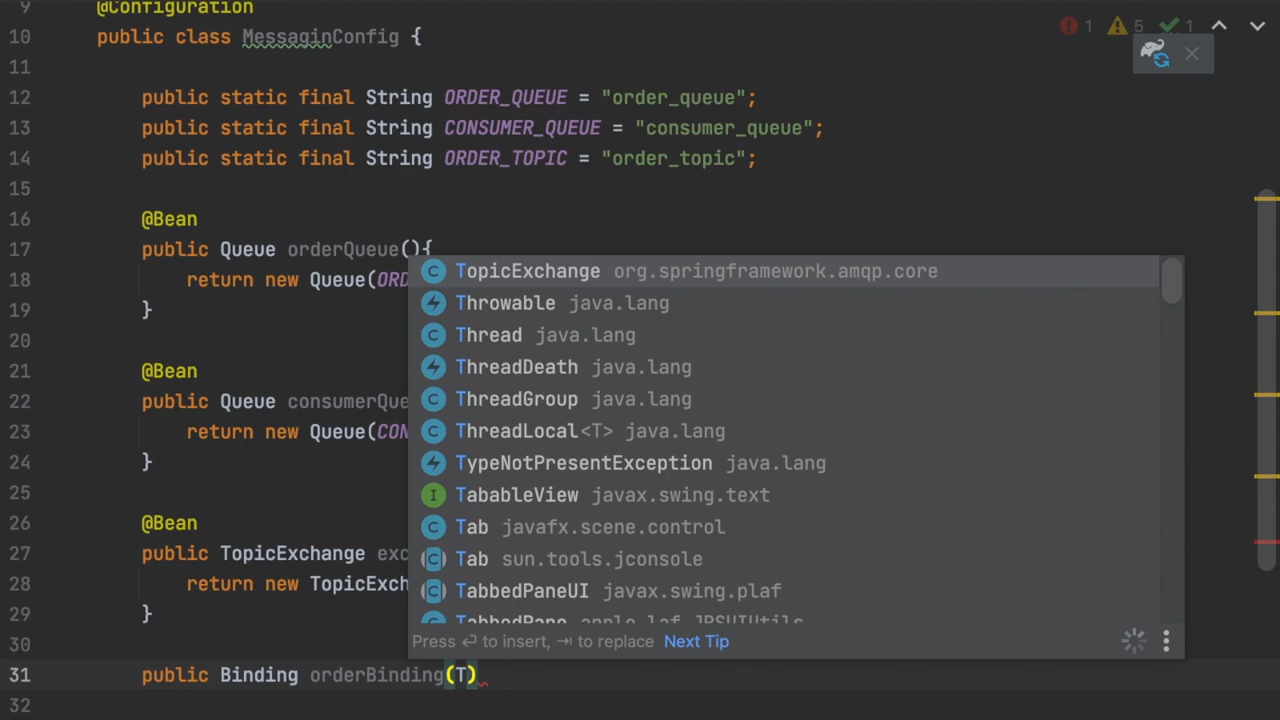 9 @Configuration
10 public class MessaginConfig {
1 5 1
11
12 public static final String ORDER_QUEUE = "order_queue";
13 public static final String CONSUMER_QUEUE = "consumer_queue";
14 public static final String ORDER_TOPIC = "order_topic";
15
16 @Bean
17 public Queue orderQueue(){
18 return new Queue(ORD
19 }
20
21 @Bean
22 public Queue consumerQue
23 return new Queue(CON
24 }
25
26 @Bean
27 public TopicExchange exc
28 return new TopicExch
29 }
30
31 public Binding orderBinding(T)
32
C TopicExchange org.springframework.amqp.core
Throwable java.lang
C Thread java.lang
ThreadDeath java.lang
C ThreadGroup java.lang
C ThreadLocal<T> java.lang
TypeNotPresentException java.lang
I TabableView javax.swing.text
C Tab javafx.scene.control
C Tab sun.tools.jconsole
C TabbedPaneUI javax.swing.plaf
TabbedPane apple.laf.JRSUIUtils
Press ⏎ to insert, ⇥ to replace Next Tip